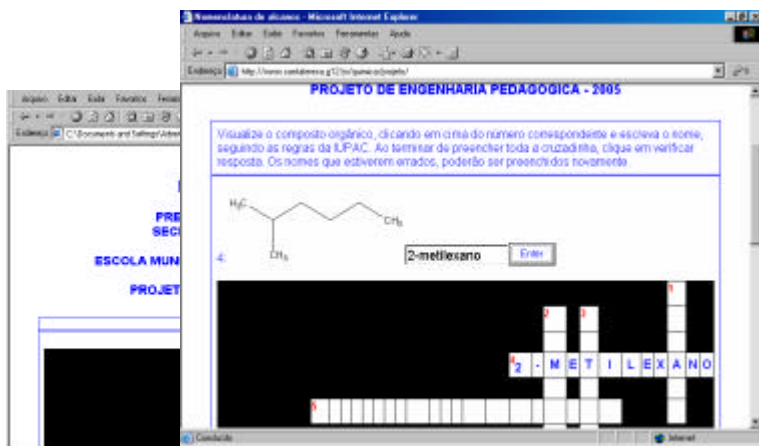 Nomenclatura de alcanos - Microsoft Internet Explorer
Arquivo Editar Exibir Favoritos Ferramentas Ajuda
Endereço
PROJETO DE ENGENHARIA PEDAGOGICA - 2005
Visualize o composto orgânico, clicando em cima do número correspondente e escreva o nome,
seguindo as regras da IUPAC. Ao terminar de preencher toda a cruzadinha, clique em verificar
resposta. Os nomes que estiverem errados, poderão ser preenchidos novamente
H3C
CH3
4: CH3 2-metilexano Enter
1
2 3
4 2 - M E T I L E X A N O
5
Concluído Internet
Arquivo Editar Exibir Favoritos
Endereço
PRE
SEC
ESCOLA MUN
PROJET